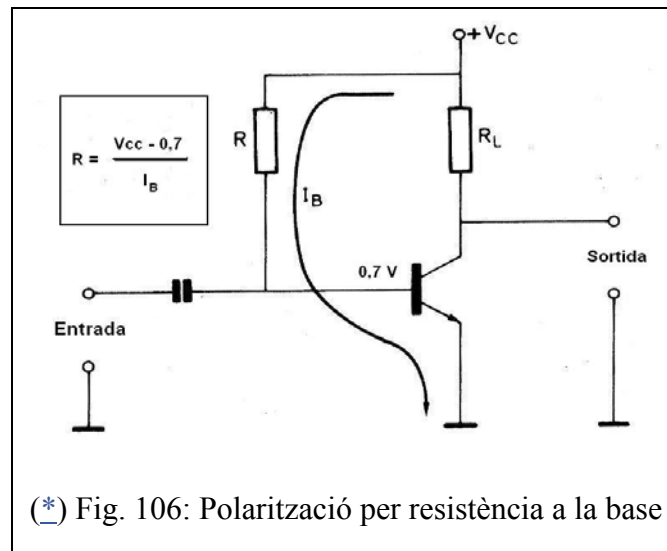 + VCC
R = Vcc - 0,7 / IB
R
RL
IB
0,7 V
Sortida
Entrada
(*) Fig. 106: Polarització per resistència a la base